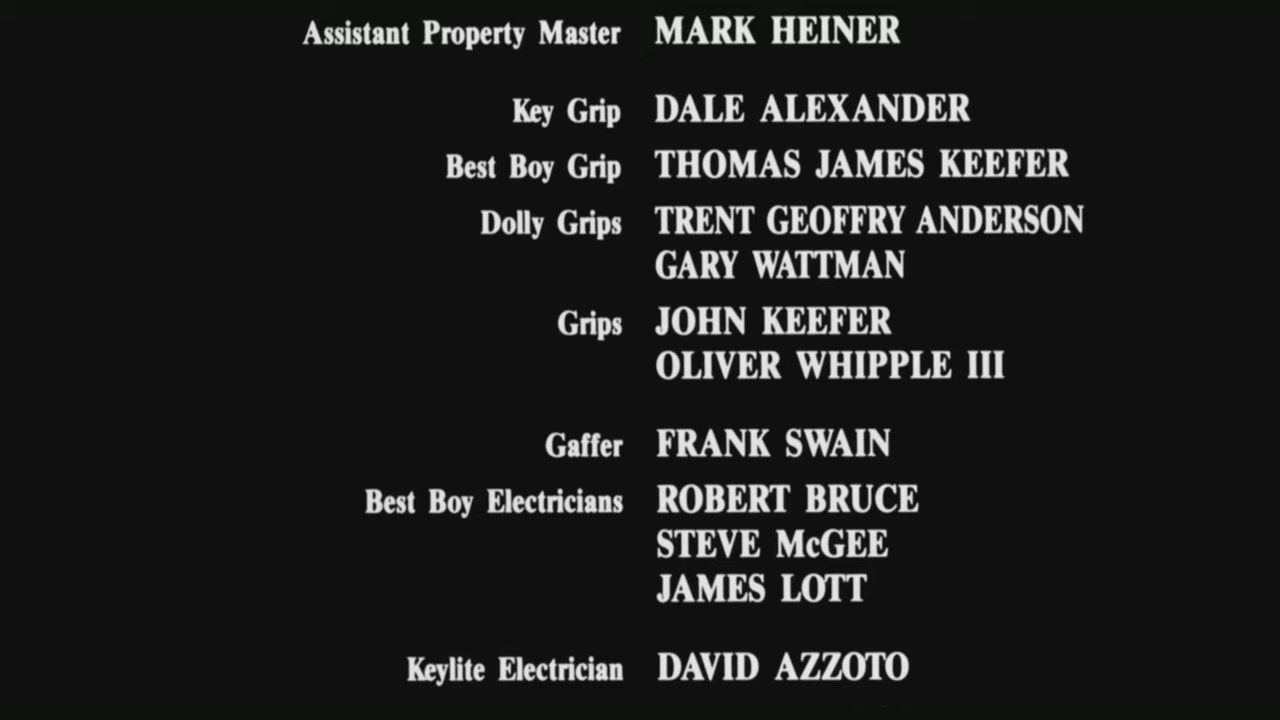 Assistant Property Master MARK HEINER
Key Grip DALE ALEXANDER
Best Boy Grip THOMAS JAMES KEEFER
Dolly Grips TRENT GEOFFRY ANDERSON
GARY WATTMAN
Grips JOHN KEEFER
OLIVER WHIPPLE III
Gaffer FRANK SWAIN
Best Boy Electricians ROBERT BRUCE
STEVE McGEE
JAMES LOTT
Keylite Electrician DAVID AZZOTO